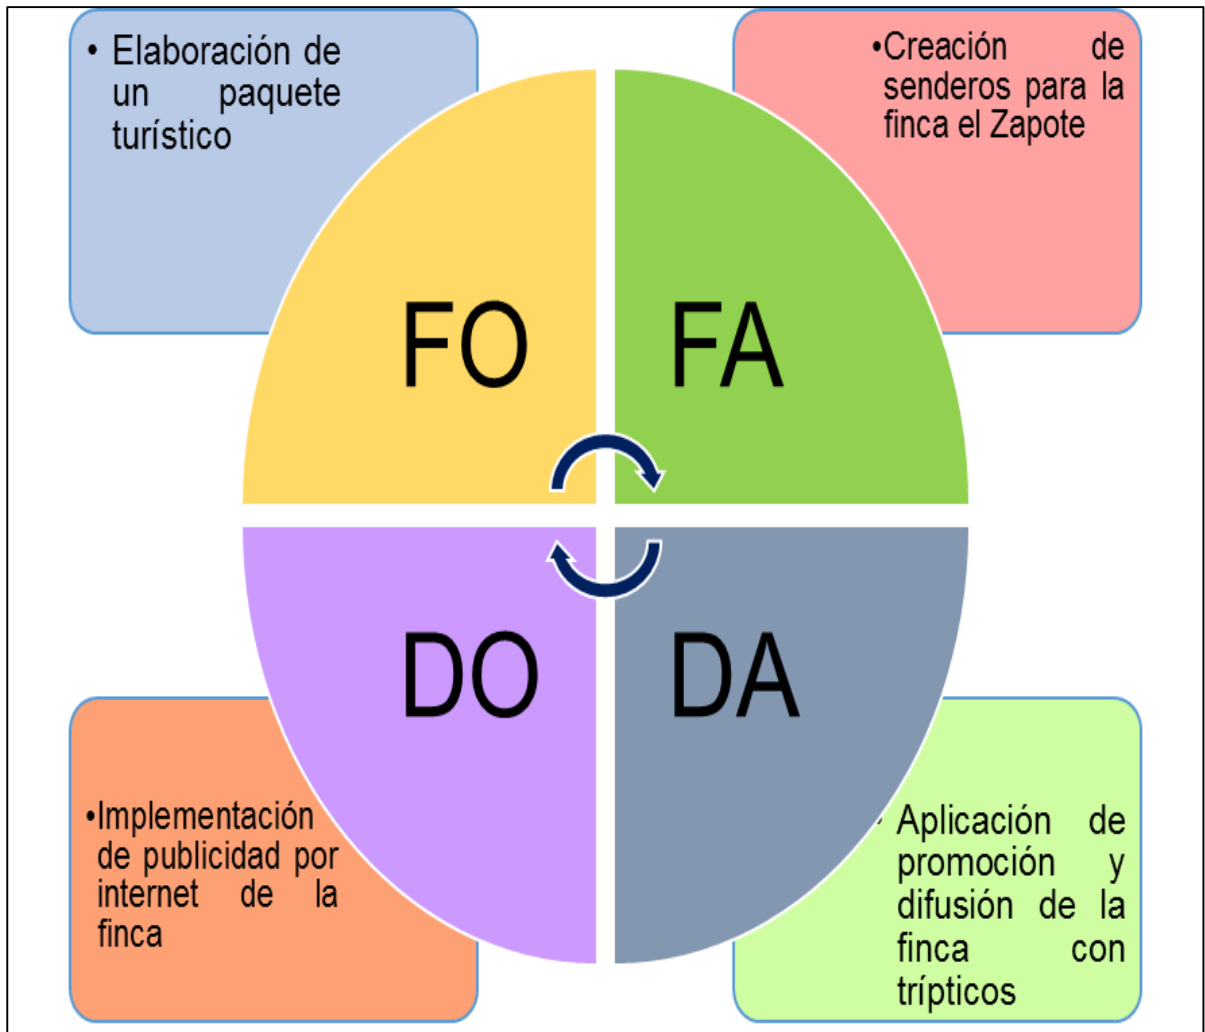 • Elaboración de
un paquete
turístico
•Creación de
senderos para la
finca el Zapote
FO
FA
DO
DA
•Implementación
de publicidad por
internet de la
finca
• Aplicación de
promoción y
difusión de la
finca con
trípticos